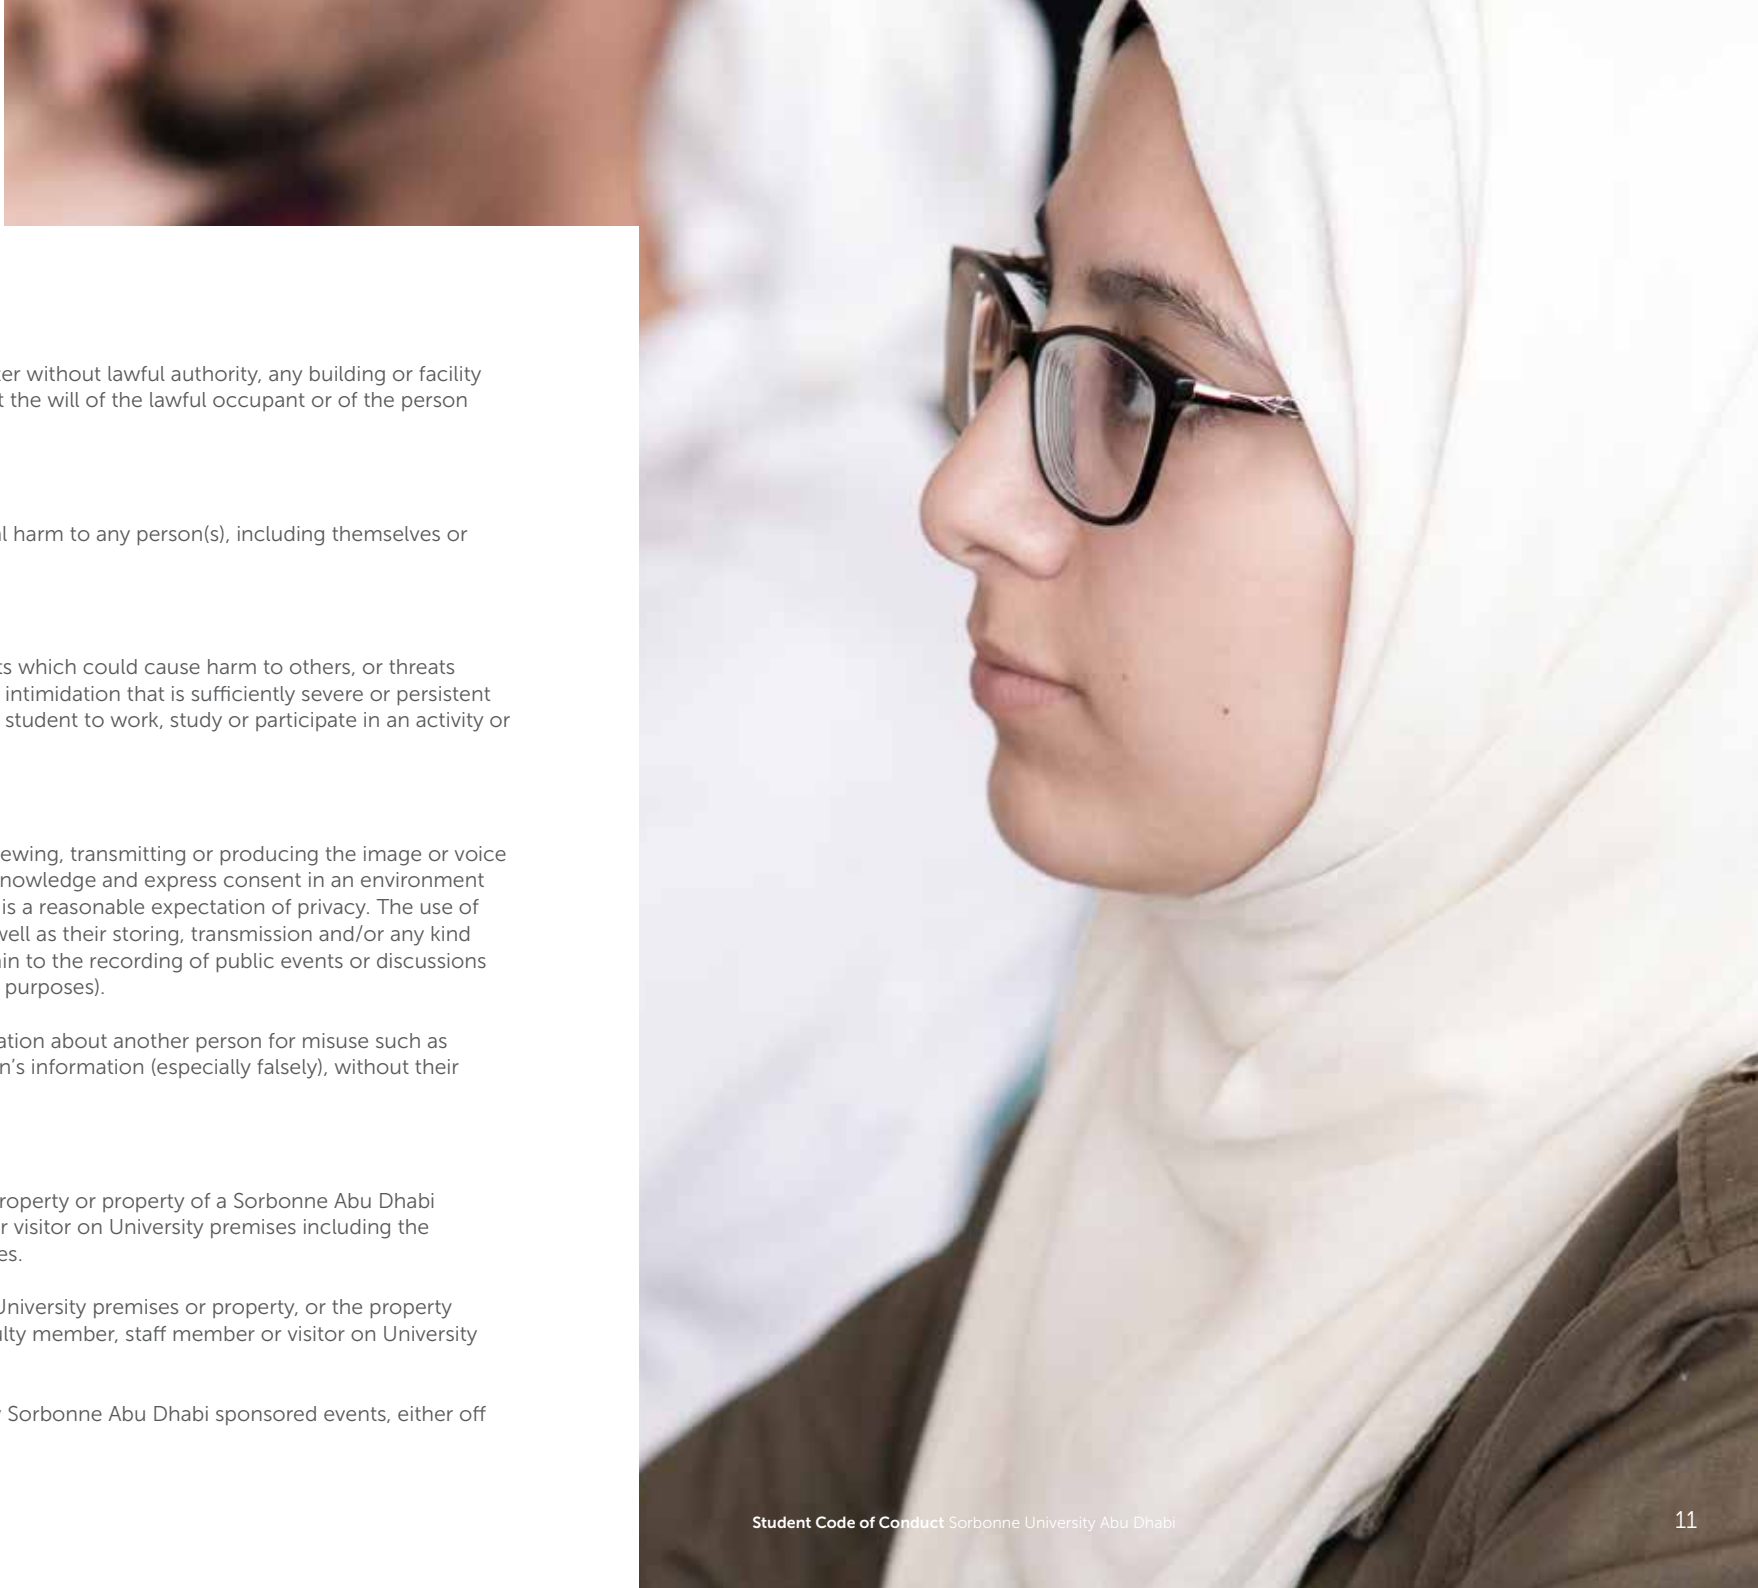 er without lawful authority, any building or facility
t the will of the lawful occupant or of the person
l harm to any person(s), including themselves or
ts which could cause harm to others, or threats
intimidation that is sufficiently severe or persistent
student to work, study or participate in an activity or
ewing, transmitting or producing the image or voice
nowledge and express consent in an environment
is a reasonable expectation of privacy. The use of
well as their storing, transmission and/or any kind
in to the recording of public events or discussions
purposes).
ation about another person for misuse such as
n’s information (especially falsely), without their
roperty or property of a Sorbonne Abu Dhabi
r visitor on University premises including the
es.
University premises or property, or the property
ulty member, staff member or visitor on University
Sorbonne Abu Dhabi sponsored events, either off
Student Code of Conduct Sorbonne University Abu Dhabi
11